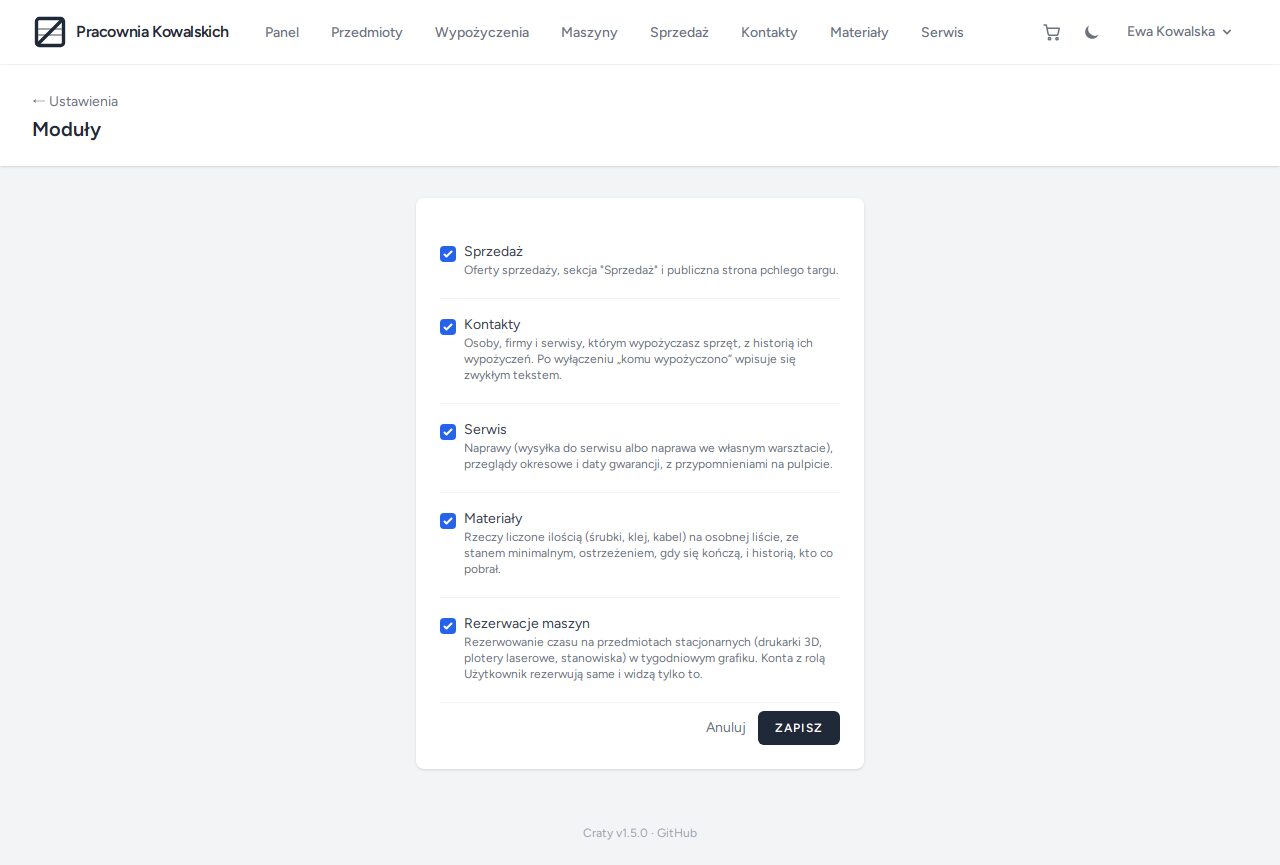 Pracownia Kowalskich
Panel
Przedmioty
Wypożyczenia
Maszyny
Sprzedaż
Kontakty
Materiały
Serwis
Ewa Kowalska
← Ustawienia
Moduły
Sprzedaż
Oferty sprzedaży, sekcja "Sprzedaż" i publiczna strona pchlego targu.
Kontakty
Osoby, firmy i serwisy, którym wypożyczasz sprzęt, z historią ich
wypożyczeń. Po wyłączeniu „komu wypożyczono” wpisuje się
zwykłym tekstem.
Serwis
Naprawy (wysyłka do serwisu albo naprawa we własnym warsztacie),
przeglądy okresowe i daty gwarancji, z przypomnieniami na pulpicie.
Materiały
Rzeczy liczone ilością (śrubki, klej, kabel) na osobnej liście, ze
stanem minimalnym, ostrzeżeniem, gdy się kończą, i historią, kto co
pobrał.
Rezerwacje maszyn
Rezerwowanie czasu na przedmiotach stacjonarnych (drukarki 3D,
plotery laserowe, stanowiska) w tygodniowym grafiku. Konta z rolą
Użytkownik rezerwują same i widzą tylko to.
Anuluj
ZAPISZ
Craty v1.5.0 · GitHub